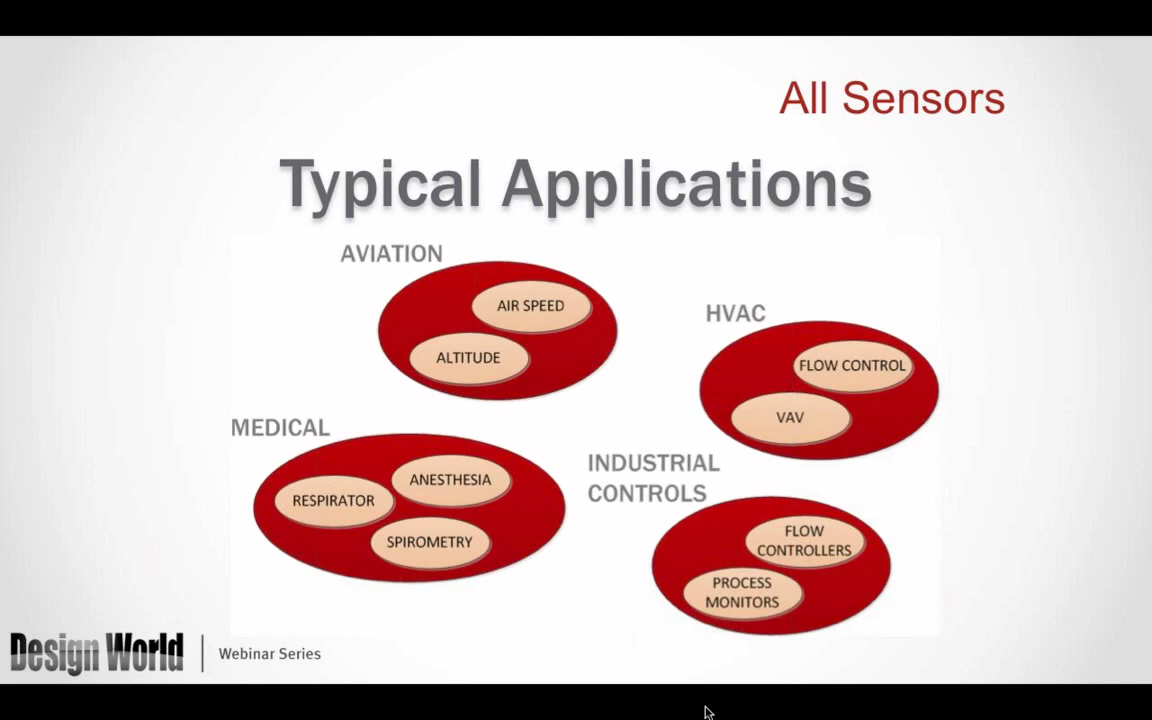 All Sensors
Typical Applications
AVIATION
AIR SPEED
ALTITUDE
HVAC
FLOW CONTROL
VAV
MEDICAL
ANESTHESIA
RESPIRATOR
SPIROMETRY
INDUSTRIAL
CONTROLS
FLOW
CONTROLLERS
PROCESS
MONITORS
Design World
Webinar Series